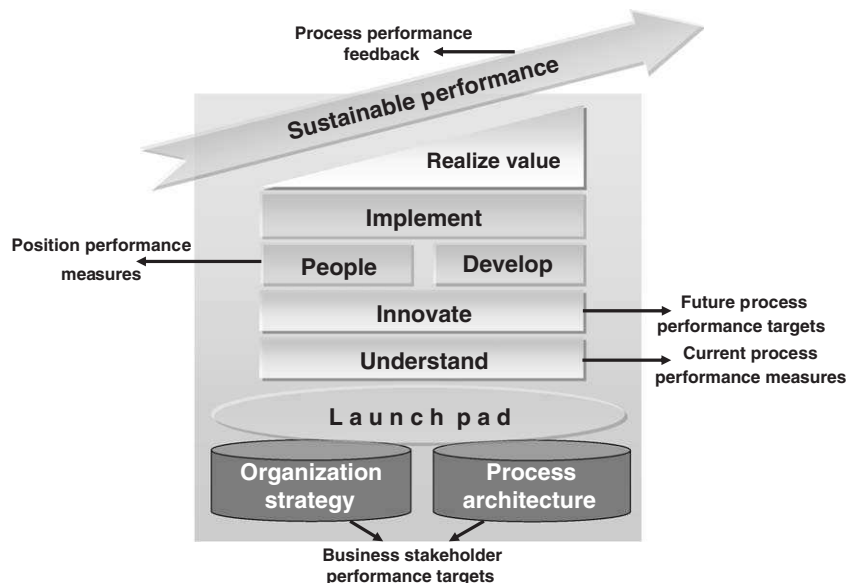 Process performance
feedback
Sustainable performance
Realize value
Implement
Position performance
measures
People
Develop
Innovate
Future process
performance targets
Understand
Current process
performance measures
Launch pad
Organization
strategy
Process
architecture
Business stakeholder
performance targets